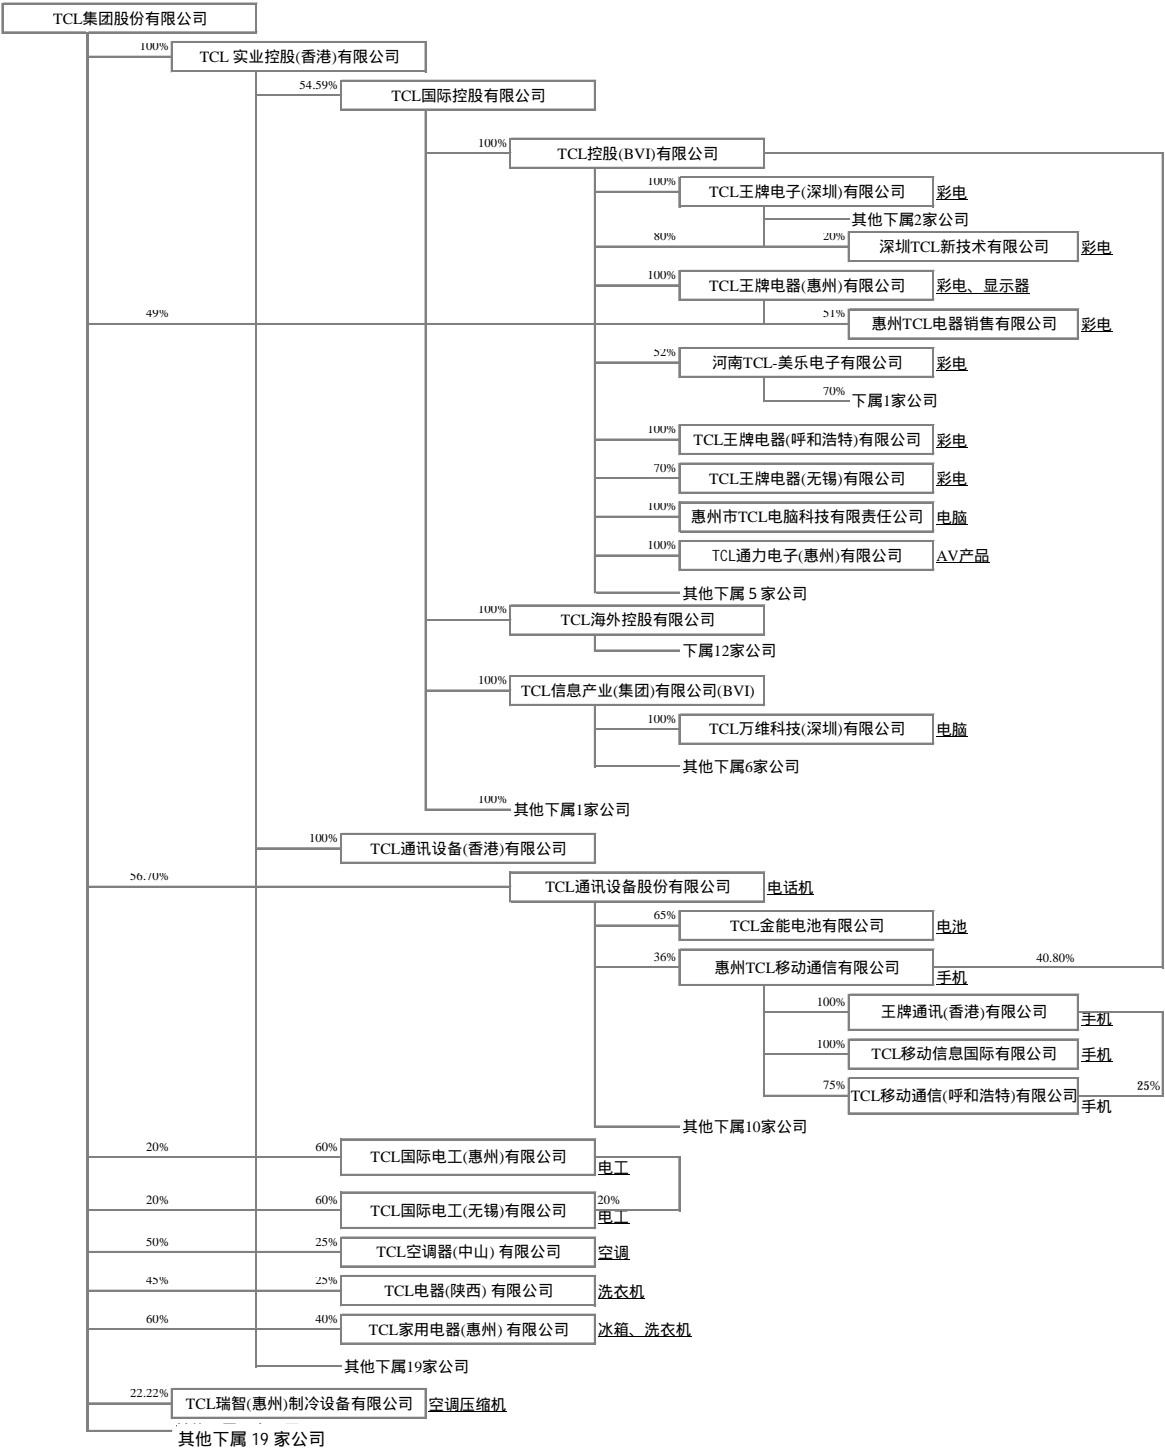 TCL集团股份有限公司
100%
TCL 实业控股(香港)有限公司
54.59%
TCL国际控股有限公司
100%
TCL控股(BVI)有限公司
100%
TCL王牌电子(深圳)有限公司 彩电
其他下属2家公司
80% 20%
深圳TCL新技术有限公司 彩电
100%
TCL王牌电器(惠州)有限公司 彩电、显示器
49% 51%
惠州TCL电器销售有限公司 彩电
52%
河南TCL-美乐电子有限公司 彩电
70%
下属1家公司
100%
TCL王牌电器(呼和浩特)有限公司 彩电
70%
TCL王牌电器(无锡)有限公司 彩电
100%
惠州市TCL电脑科技有限责任公司 电脑
100%
TCL通力电子(惠州)有限公司 AV产品
其他下属５家公司
100%
TCL海外控股有限公司
下属12家公司
100%
TCL信息产业(集团)有限公司(BVI)
100%
TCL万维科技(深圳)有限公司 电脑
其他下属6家公司
100%
其他下属1家公司
100%
TCL通讯设备(香港)有限公司
56.70%
TCL通讯设备股份有限公司 电话机
65%
TCL金能电池有限公司 电池
36%
惠州TCL移动通信有限公司 手机
40.80%
100%
王牌通讯(香港)有限公司 手机
100%
TCL移动信息国际有限公司 手机
75%
TCL移动通信(呼和浩特)有限公司 手机
25%
其他下属10家公司
20% 60%
TCL国际电工(惠州)有限公司 电工
20% 60%
TCL国际电工(无锡)有限公司 电工
20%
50% 25%
TCL空调器(中山) 有限公司 空调
45% 25%
TCL电器(陕西) 有限公司 洗衣机
60% 40%
TCL家用电器(惠州) 有限公司 冰箱、洗衣机
其他下属19家公司
22.22%
TCL瑞智(惠州)制冷设备有限公司 空调压缩机
其他下属 19 家公司